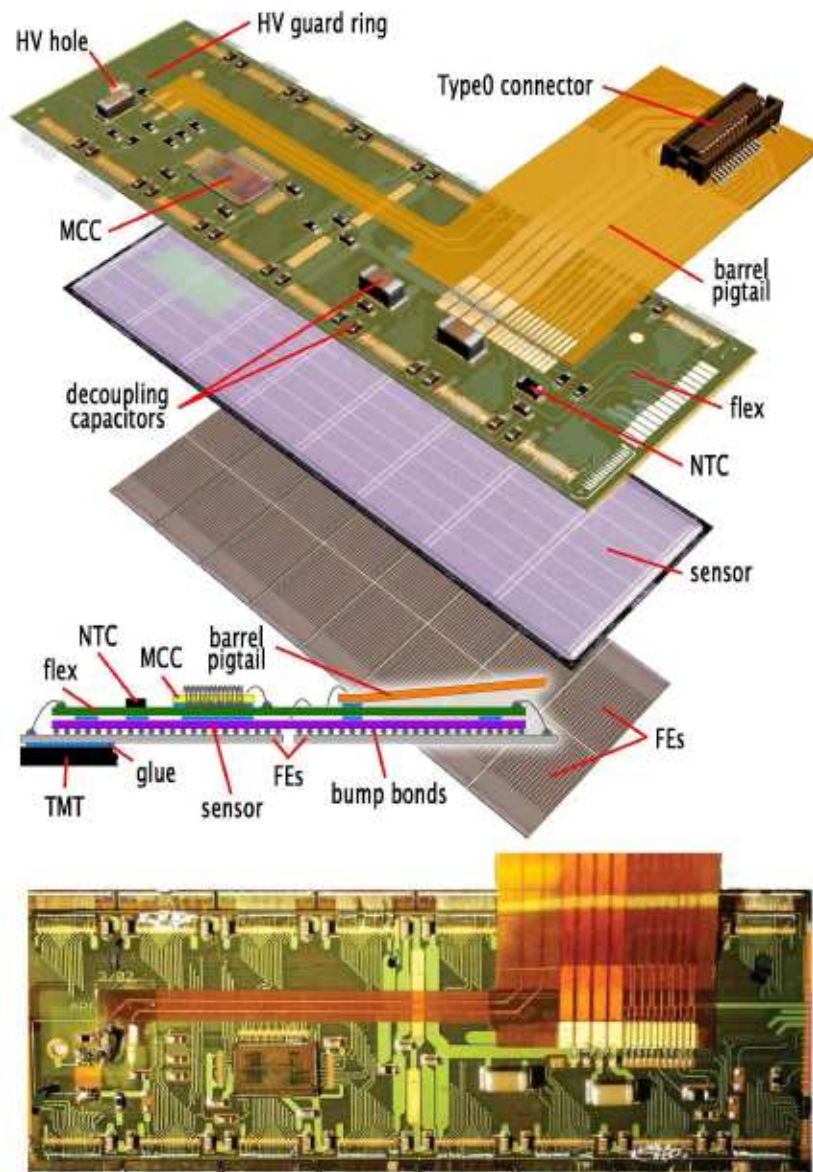 HV guard ring
HV hole
Type0 connector
MCC
barrel
pigtail
decoupling
capacitors
flex
NTC
sensor
NTC
MCC
barrel
pigtail
flex
FEs
glue
FEs
TMT
sensor
bump bonds